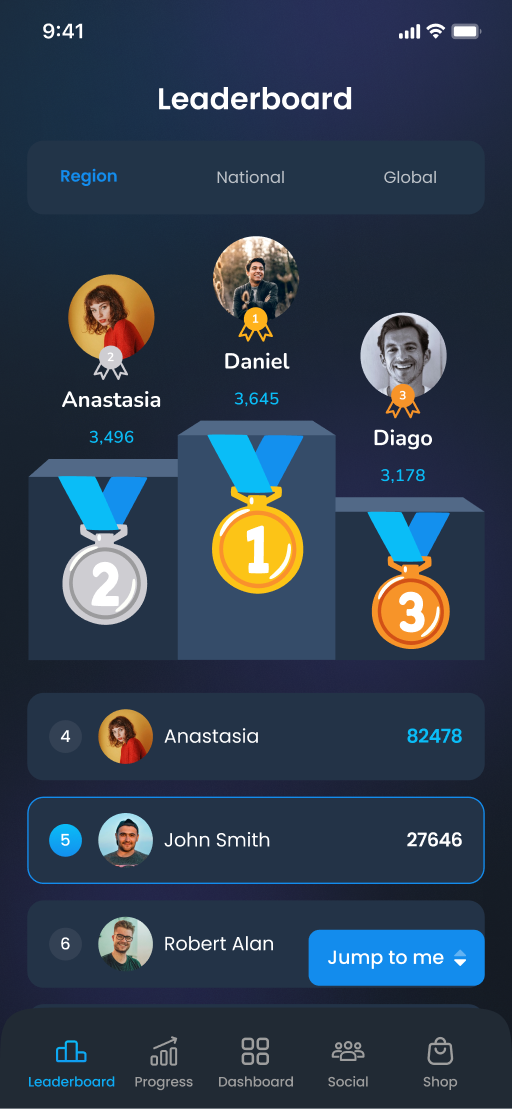 9:41
Leaderboard
Region National Global
1
Daniel
3,645
2
Anastasia
3,496
3
Diago
3,178
2
1
3
4 Anastasia 82478
5 John Smith 27646
6 Robert Alan
Jump to me
Leaderboard Progress Dashboard Social Shop